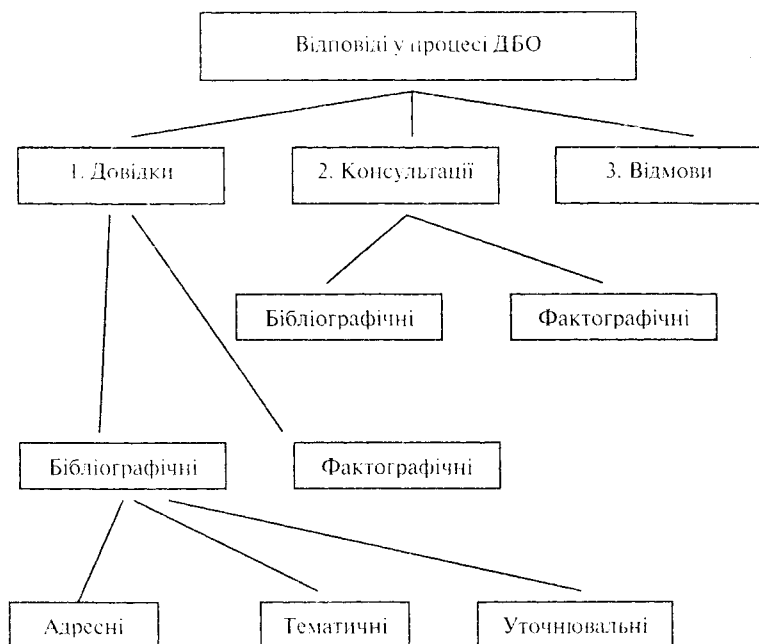 Відповіді у процесі ДБО
1. Довідки
2. Консультації
3. Відмови
Бібліографічні
Фактографічні
Бібліографічні
Фактографічні
Адресні
Тематичні
Уточнювальні